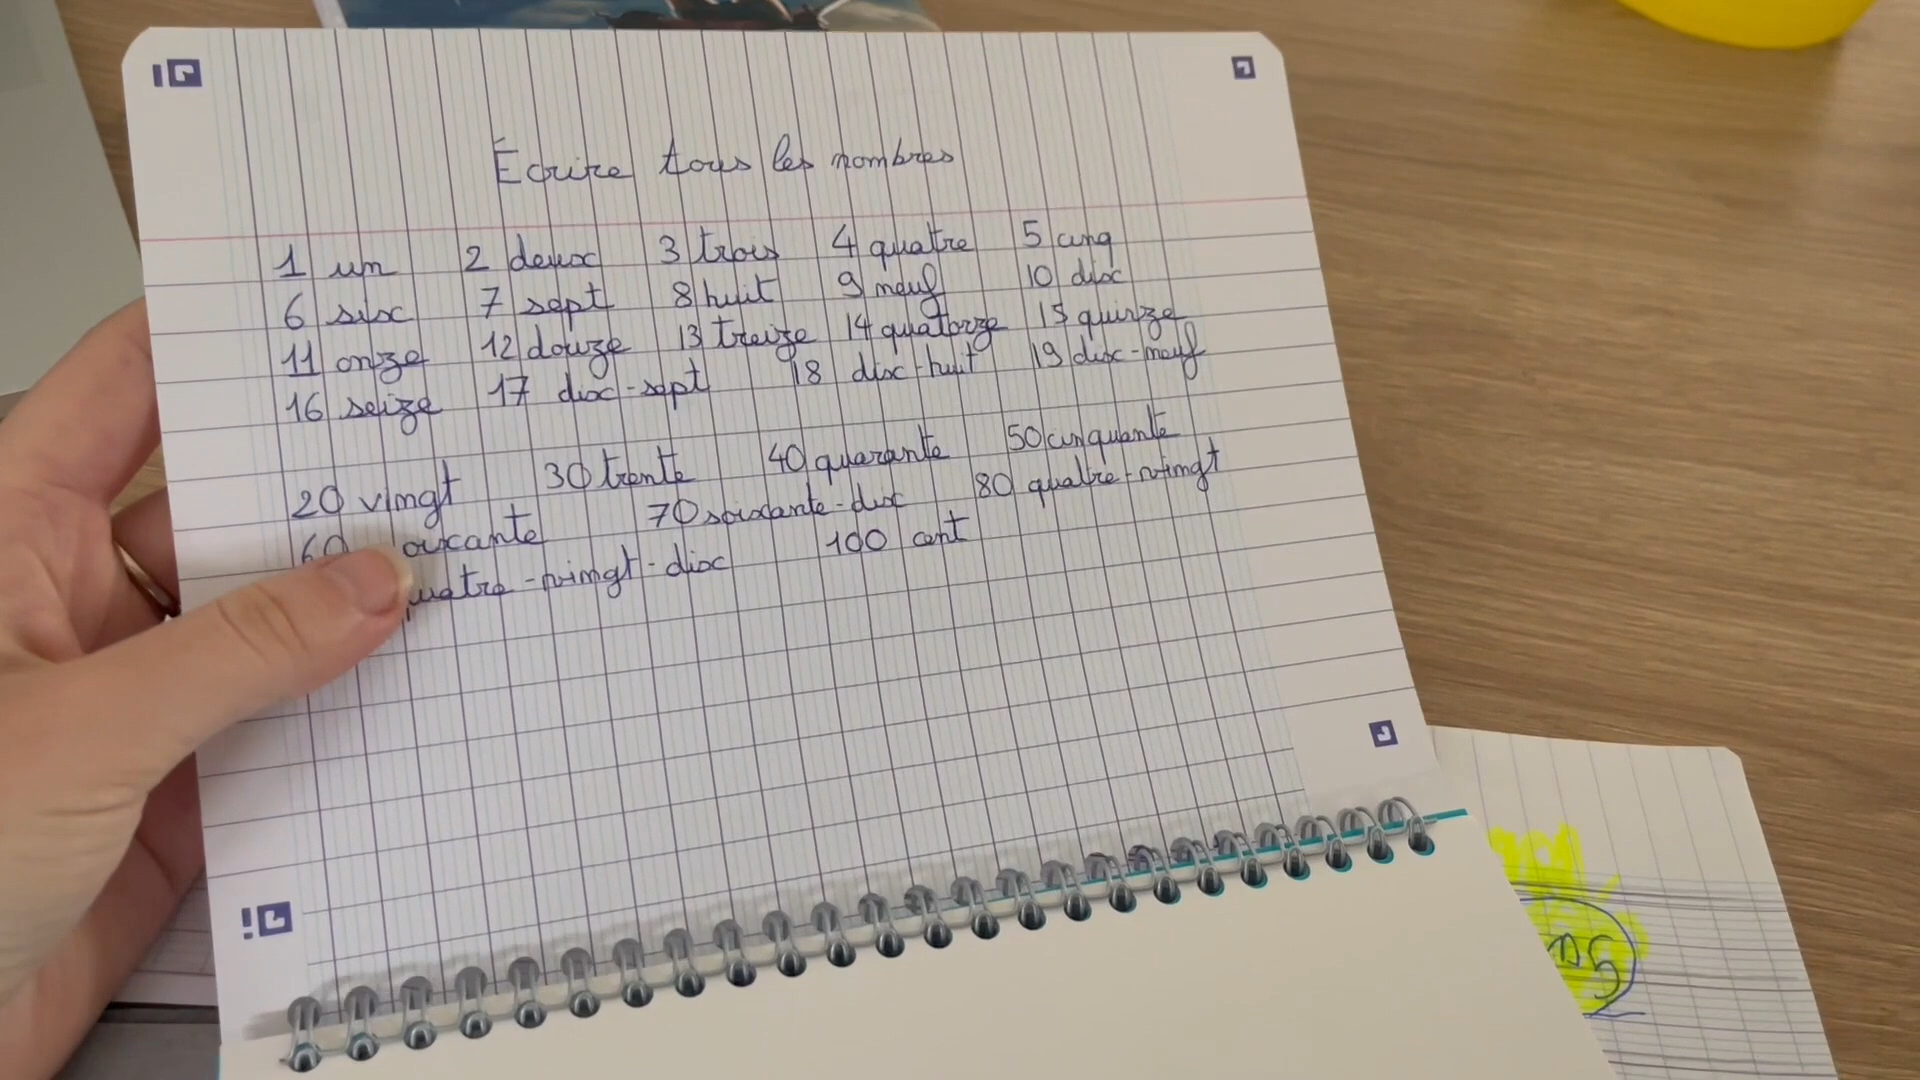 Écrire tous les nombres
1 un 2 deux 3 trois 4 quatre 5 cinq
6 six 7 sept 8 huit 9 neuf 10 dix
11 onze 12 douze 13 treize 14 quatorze 15 quinze
16 seize 17 dix-sept 18 dix-huit 19 dix-neuf
20 vingt 30 trente 40 quarante 50 cinquante
60 oixante 70 soixante-dix 80 quatre-vingt
uatre-vingt-dix 100 cent